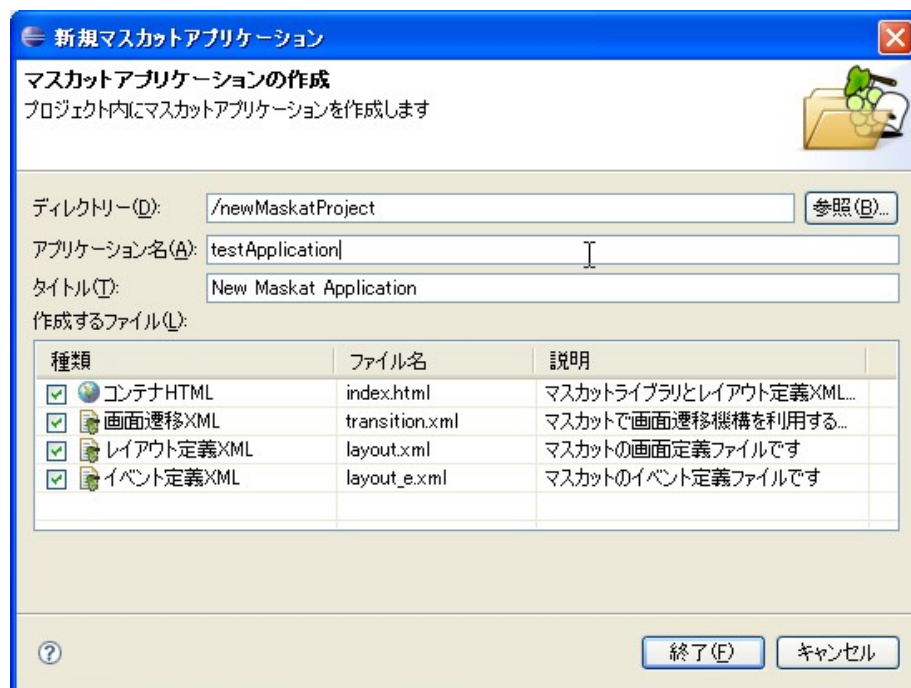 新規マスカットアプリケーション
マスカットアプリケーションの作成
プロジェクト内にマスカットアプリケーションを作成します
ディレクトリー(D): /newMaskatProject 参照(B)...
アプリケーション名(A): testApplication
タイトル(T): New Maskat Application
作成するファイル(L):
種類 ファイル名 説明
コンテナHTML index.html マスカットライブラリとレイアウト定義XML...
画面遷移XML transition.xml マスカットで画面遷移機構を利用する...
レイアウト定義XML layout.xml マスカットの画面定義ファイルです
イベント定義XML layout_e.xml マスカットのイベント定義ファイルです
終了(F) キャンセル